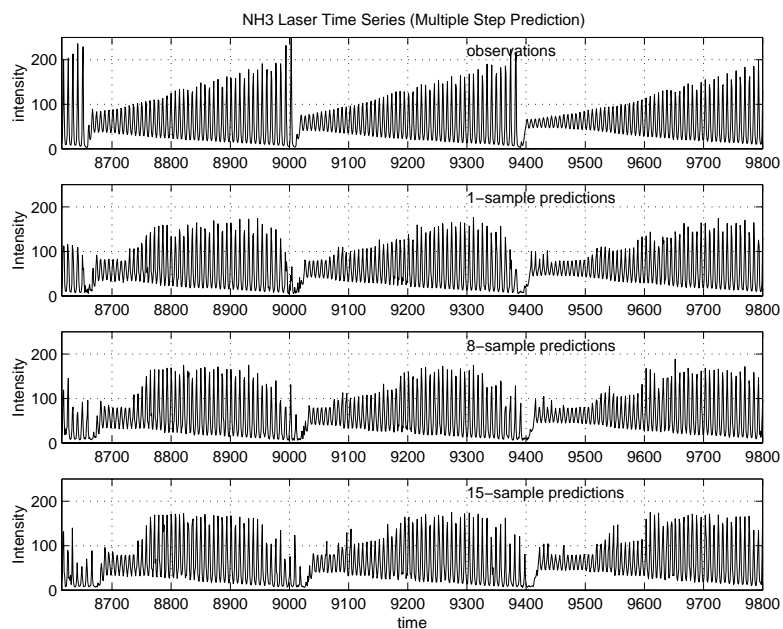 NH3 Laser Time Series (Multiple Step Prediction)
observations
intensity
200
100
0
8700 8800 8900 9000 9100 9200 9300 9400 9500 9600 9700 9800
1−sample predictions
Intensity
200
100
0
8700 8800 8900 9000 9100 9200 9300 9400 9500 9600 9700 9800
8−sample predictions
Intensity
200
100
0
8700 8800 8900 9000 9100 9200 9300 9400 9500 9600 9700 9800
15−sample predictions
Intensity
200
100
0
8700 8800 8900 9000 9100 9200 9300 9400 9500 9600 9700 9800
time